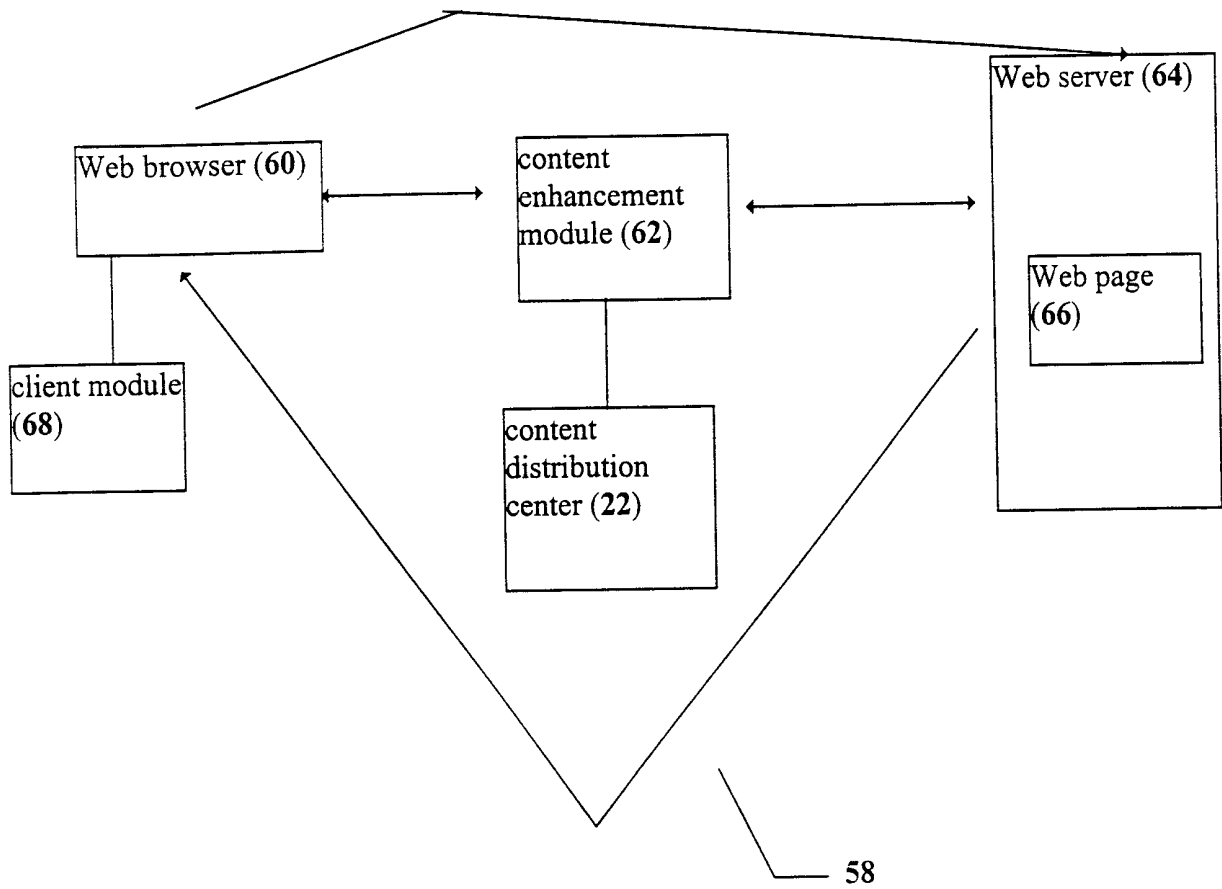 Web server (64)
Web browser (60)
content
enhancement
module (62)
Web page
(66)
client module
(68)
content
distribution
center (22)
58